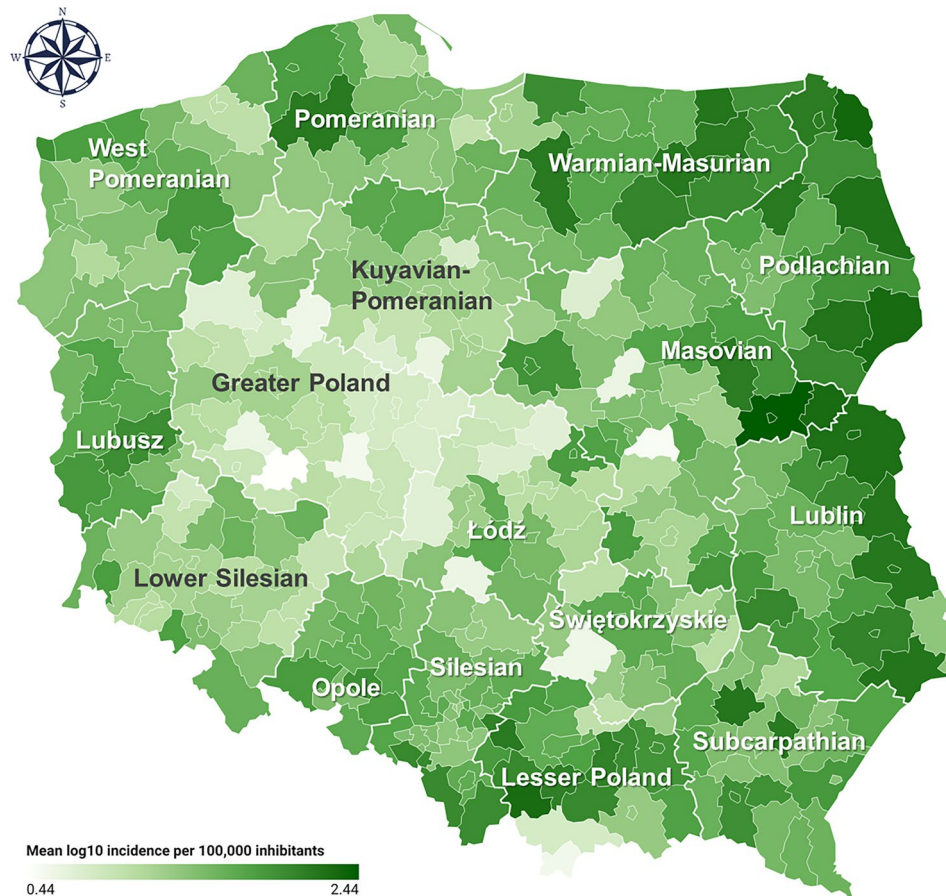 N
W
E
S
Pomeranian
West
Pomeranian
Warmian-Masurian
Kuyavian-
Pomeranian
Podlachian
Masovian
Greater Poland
Lubusz
Łódź
Lublin
Lower Silesian
Świętokrzyskie
Silesian
Opole
Subcarpathian
Lesser Poland
Mean log10 incidence per 100,000 inhibitants
0.44
2.44